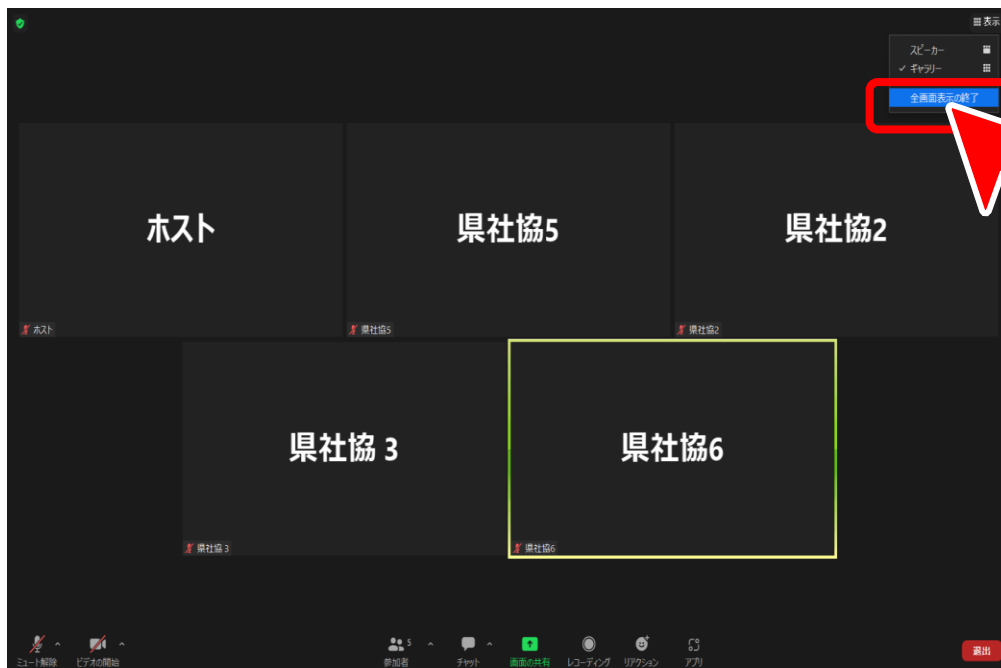 表示
スピーカー
✓ ギャラリー
全画面表示の終了
ホスト
県社協5
県社協2
ホスト
県社協5
県社協2
県社協 3
県社協6
県社協 3
県社協6
ミュート解除 ビデオの開始 参加者 5 チャット 画面の共有 レコーディング リアクション アプリ 退出